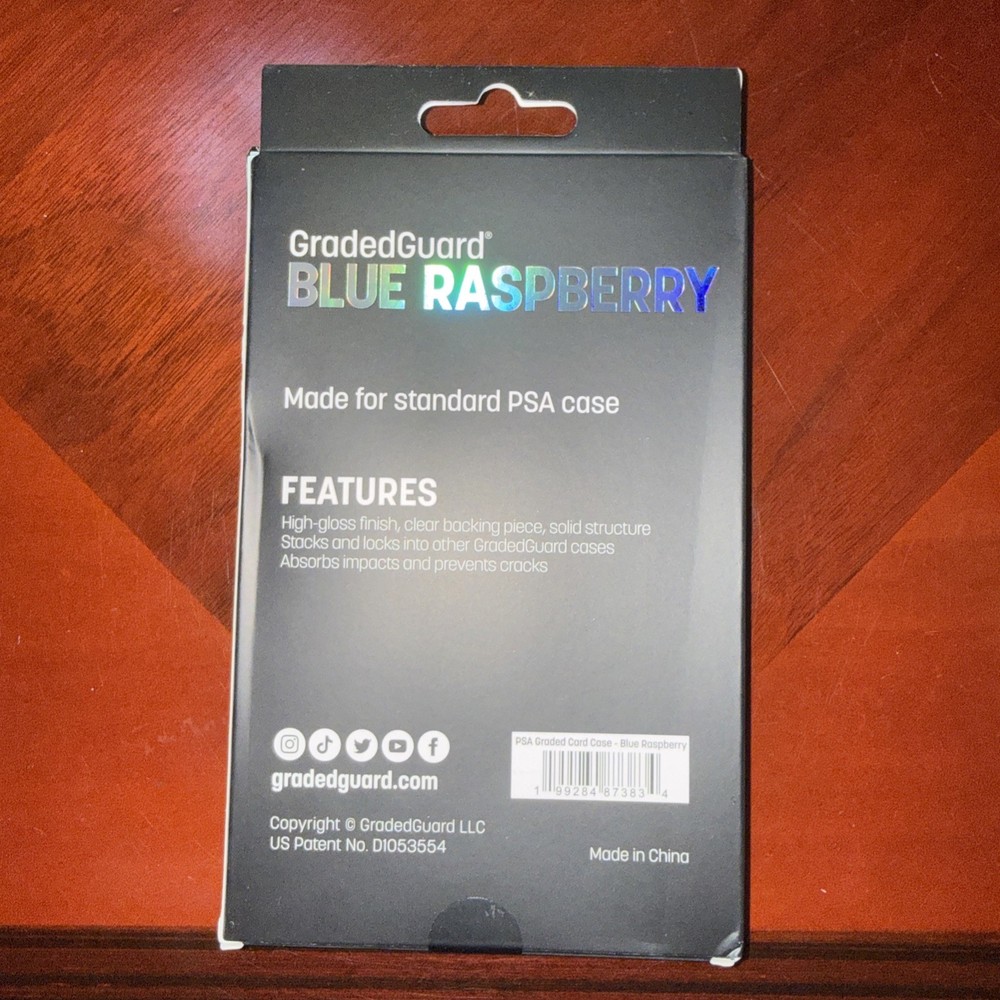 GradedGuard®
BLUE RASPBERRY
Made for standard PSA case
FEATURES
High-gloss finish, clear backing piece, solid structure
Stacks and locks into other GradedGuard cases
Absorbs impacts and prevents cracks
gradedguard.com
PSA Graded Card Case - Blue Raspberry
1 99284 87383 4
Copyright © GradedGuard LLC
US Patent No. D1053554
Made in China